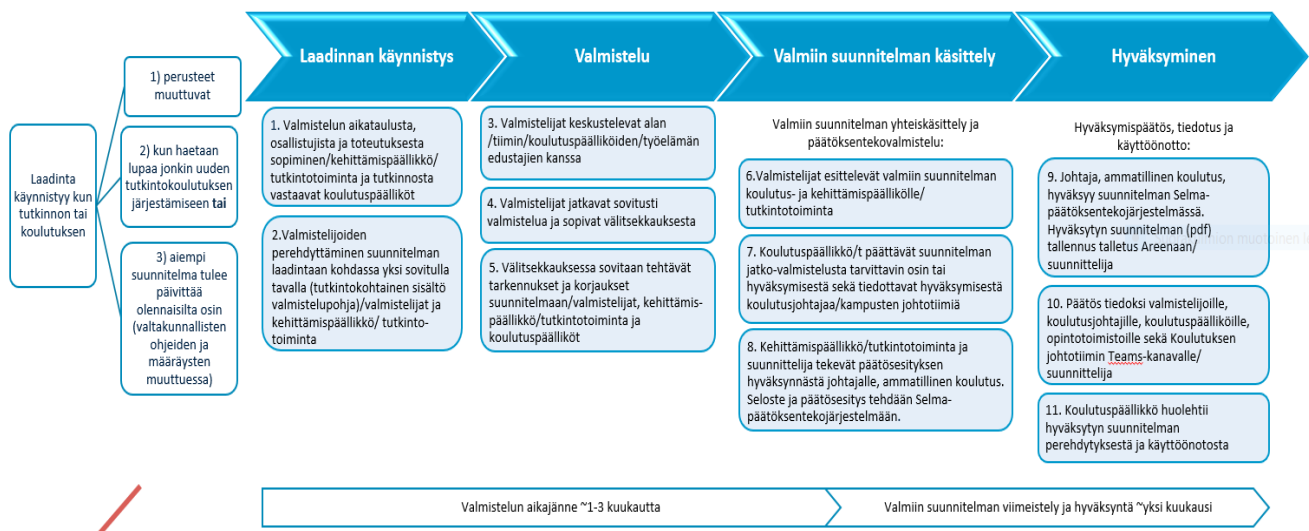 Laadinta
käynnistyy kun
tutkinnon tai
koulutuksen
1) perusteet
muuttuvat
2) kun haetaan
lupaa jonkin uuden
tutkintokoulutuksen
järjestämiseen tai
3) aiempi
suunnitelma tulee
päivittää
olennaisilta osin
(valtakunnallisten
ohjeiden ja
määräysten
muuttuessa)
Laadinnan käynnistys
1. Valmistelun aikataulusta,
osallistujista ja toteutuksesta
sopiminen/kehittämispäällikkö/
tutkintotoiminta ja tutkinnosta
vastaavat koulutuspäälliköt
2.Valmistelijoiden
perehdyttäminen suunnitelman
laadintaan kohdassa yksi sovitulla
tavalla (tutkintokohtainen sisältö
valmistelupohja)/valmistelijat ja
kehittämispäällikkö/ tutkinto-
toiminta
Valmistelu
3. Valmistelijat keskustelevat alan
/tiimin/koulutuspäälliköiden/työelämän
edustajien kanssa
4. Valmistelijat jatkavat sovitusti
valmistelua ja sopivat välitsekkauksesta
5. Välitsekkauksessa sovitaan tehtävät
tarkennukset ja korjaukset
suunnitelmaan/valmistelijat, kehittämis-
päällikkö/tutkintotoiminta ja
koulutuspäälliköt
Valmiin suunnitelman käsittely
Valmiin suunnitelman yhteiskäsittely ja
päätöksentekovalmistelu:
6.Valmistelijat esittelevät valmiin suunnitelman
koulutus- ja kehittämispäällikölle/
tutkintotoiminta
7. Koulutuspäällikkö/t päättävät suunnitelman
jatko-valmistelusta tarvittavin osin tai
hyväksymisestä sekä tiedottavat hyväksymisestä
koulutusjohtajaa/kampusten johtotiimiä
8. Kehittämispäällikkö/tutkintotoiminta ja
suunnittelija tekevät päätösesityksen
hyväksynnästä johtajalle, ammatillinen koulutus.
Seloste ja päätösesitys tehdään Selma-
päätöksentekojärjestelmään.
Hyväksyminen
Hyväksymispäätös, tiedotus ja
käyttöönotto:
9. Johtaja, ammatillinen koulutus,
hyväksyy suunnitelman Selma-
päätöksentekojärjestelmässä.
Hyväksytyn suunnitelman (pdf)
tallennus talletus Areenaan/
suunnittelija
10. Päätös tiedoksi valmistelijoille,
koulutusjohtajille, koulutuspäälliköille,
opintotoimistoille sekä Koulutuksen
johtotiimin Teams-kanavalle/
suunnittelija
11. Koulutuspäällikkö huolehtii
hyväksytyn suunnitelman
perehdytyksestä ja käyttöönotosta
Valmistelun aikajänne ~1-3 kuukautta
Valmiin suunnitelman viimeistely ja hyväksyntä ~yksi kuukausi